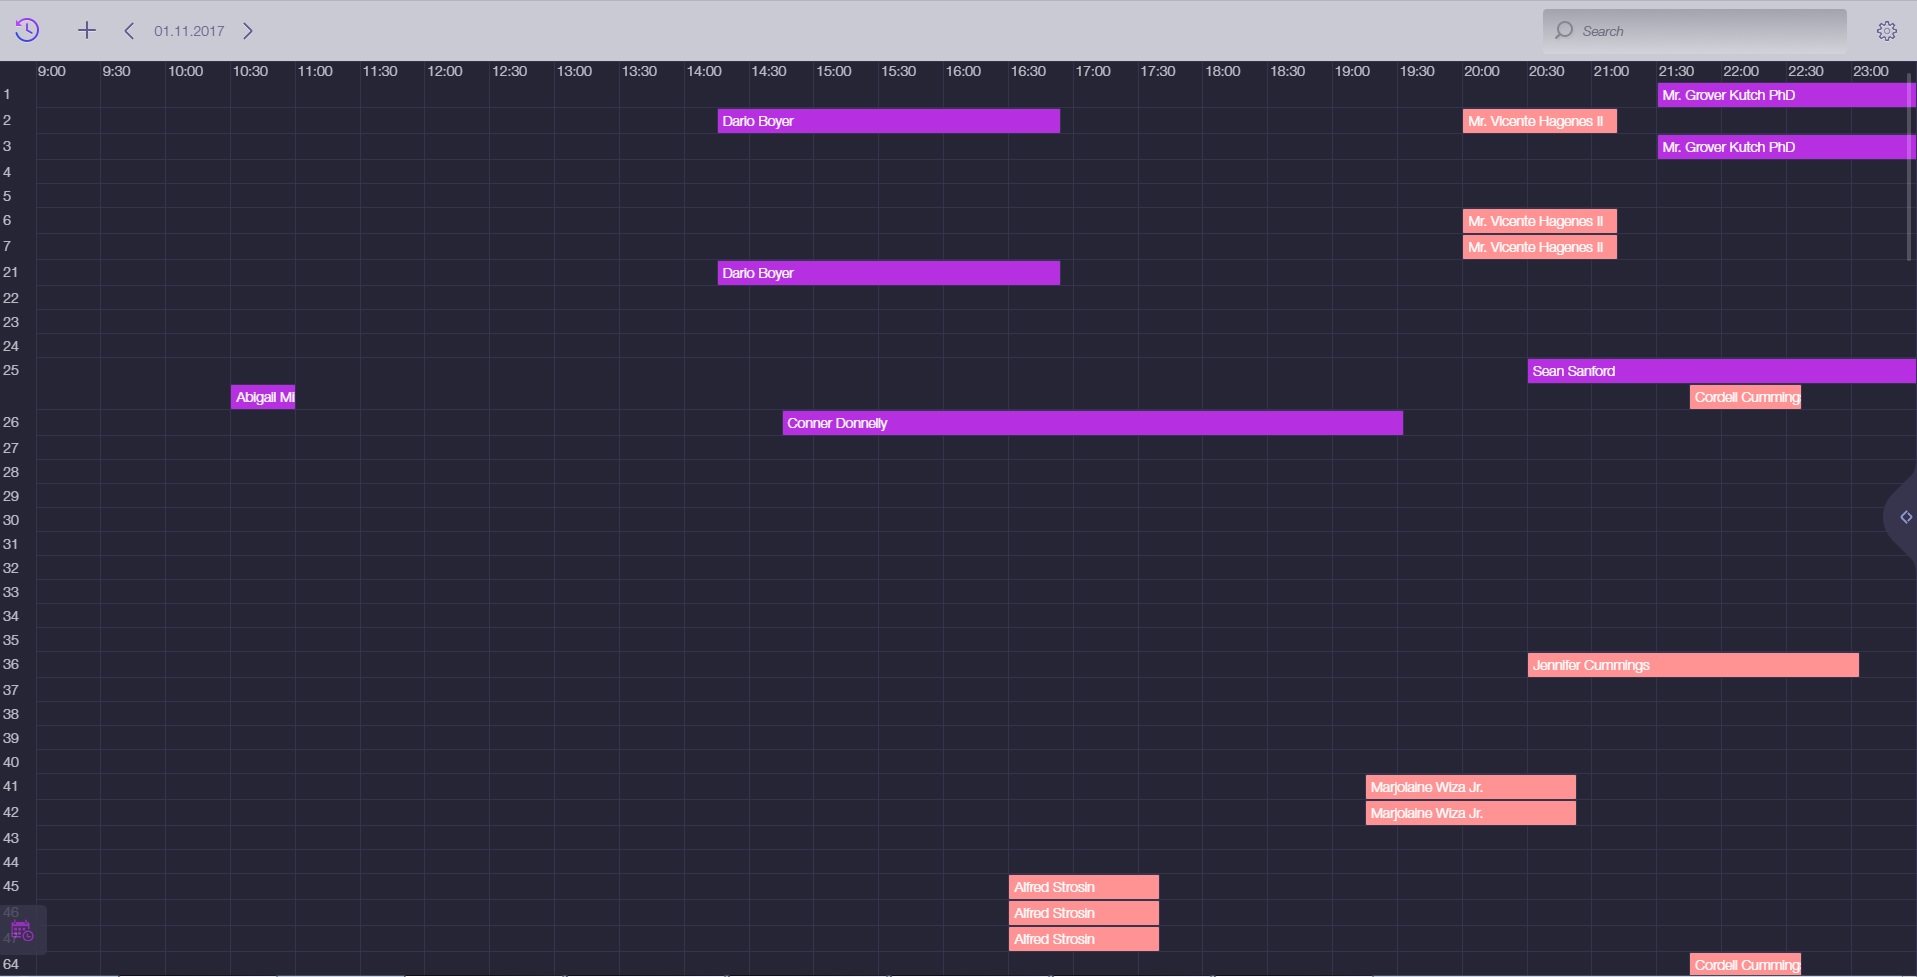 01.11.2017 Search
9:00 9:30 10:00 10:30 11:00 11:30 12:00 12:30 13:00 13:30 14:00 14:30 15:00 15:30 16:00 16:30 17:00 17:30 18:00 18:30 19:00 19:30 20:00 20:30 21:00 21:30 22:00 22:30 23:00
1 Mr. Grover Kutch PhD
2 Dario Boyer Mr. Vicente Hagenes II
3 Mr. Grover Kutch PhD
4
5
6 Mr. Vicente Hagenes II
7 Mr. Vicente Hagenes II
21 Dario Boyer
22
23
24
25 Sean Sanford
Abigail Mi Cordell Cumming
26 Conner Donnelly
27
28
29
30
31
32
33
34
35
36 Jennifer Cummings
37
38
39
40
41 Marjolaine Wiza Jr.
42 Marjolaine Wiza Jr.
43
44
45 Alfred Strosin
46 Alfred Strosin
47 Alfred Strosin
64 Cordell Cumming